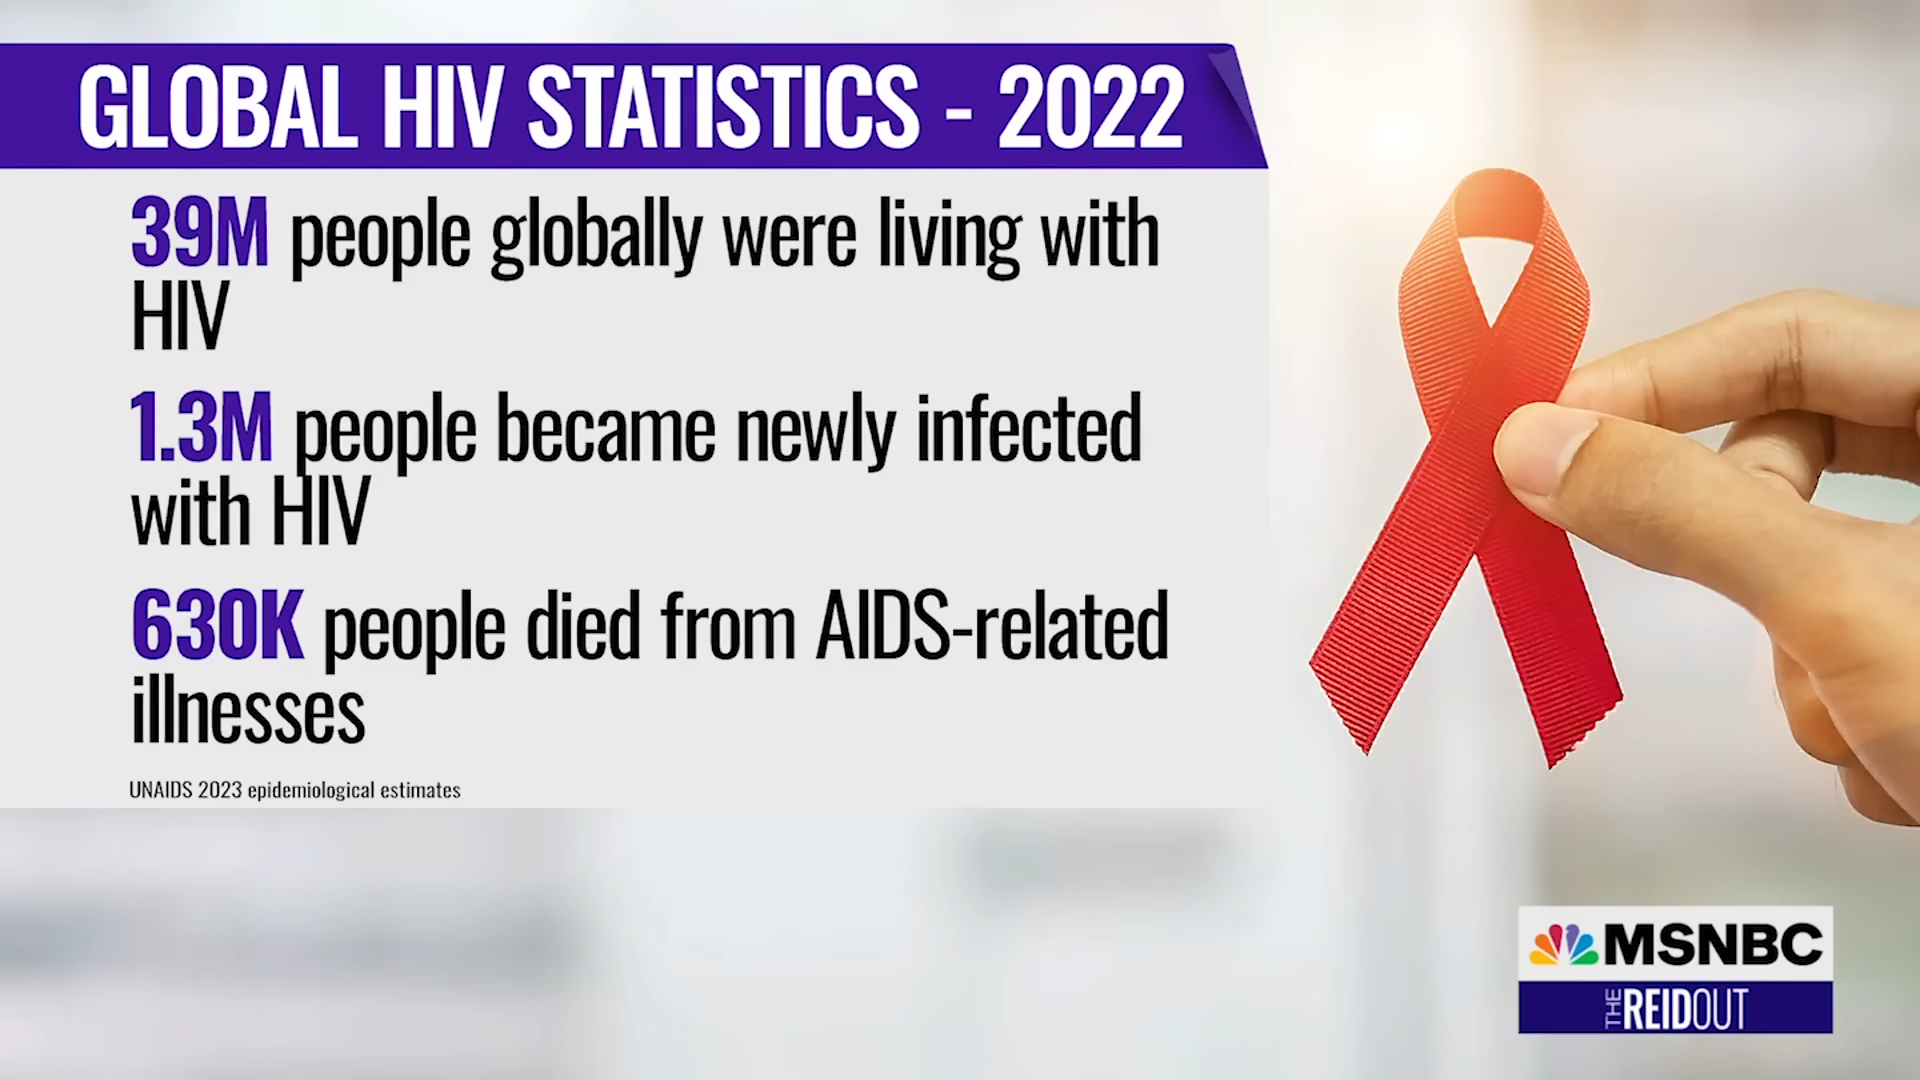 GLOBAL HIV STATISTICS - 2022
39M people globally were living with
HIV
1.3M people became newly infected
with HIV
630K people died from AIDS-related
illnesses
UNAIDS 2023 epidemiological estimates
MSNBC
THE REIDOUT